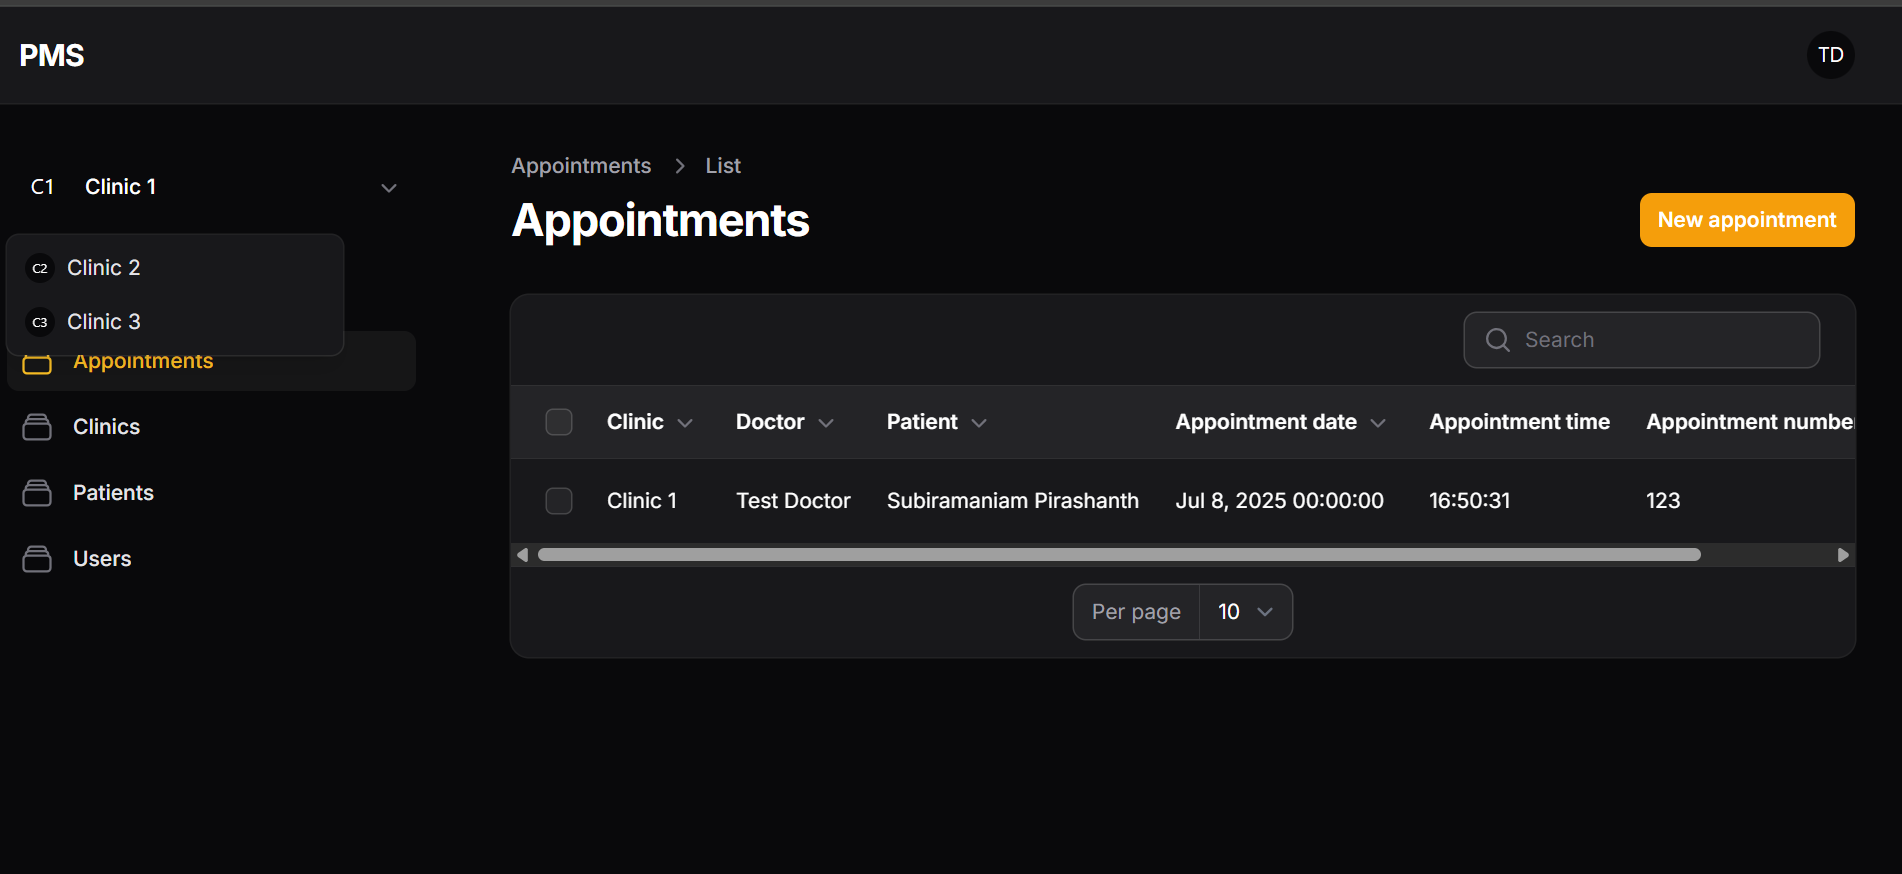 PMS
TD
C1 Clinic 1
C2 Clinic 2
C3 Clinic 3
Appointments
Clinics
Patients
Users
Appointments > List
Appointments
New appointment
Search
Clinic Doctor Patient Appointment date Appointment time Appointment numbe
Clinic 1 Test Doctor Subiramaniam Pirashanth Jul 8, 2025 00:00:00 16:50:31 123
Per page 10